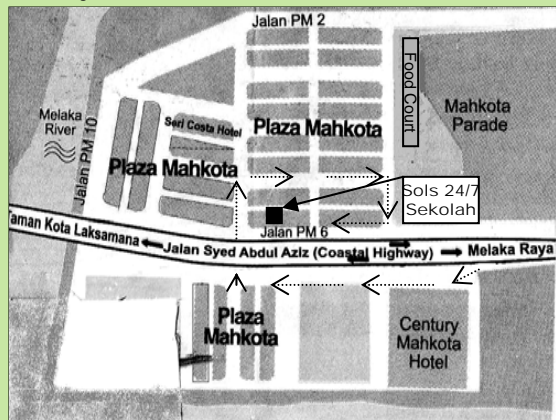 Jalan PM 2
Food Court
Mahkota
Parade
Melaka
River
Jalan PM 10
Seri Costa Hotel
Plaza Mahkota
Plaza Mahkota
Sols 24/7
Sekolah
Jalan PM 6
Taman Kota Laksamana
Jalan Syed Abdul Aziz (Coastal Highway)
Melaka Raya
Plaza
Mahkota
Century
Mahkota
Hotel